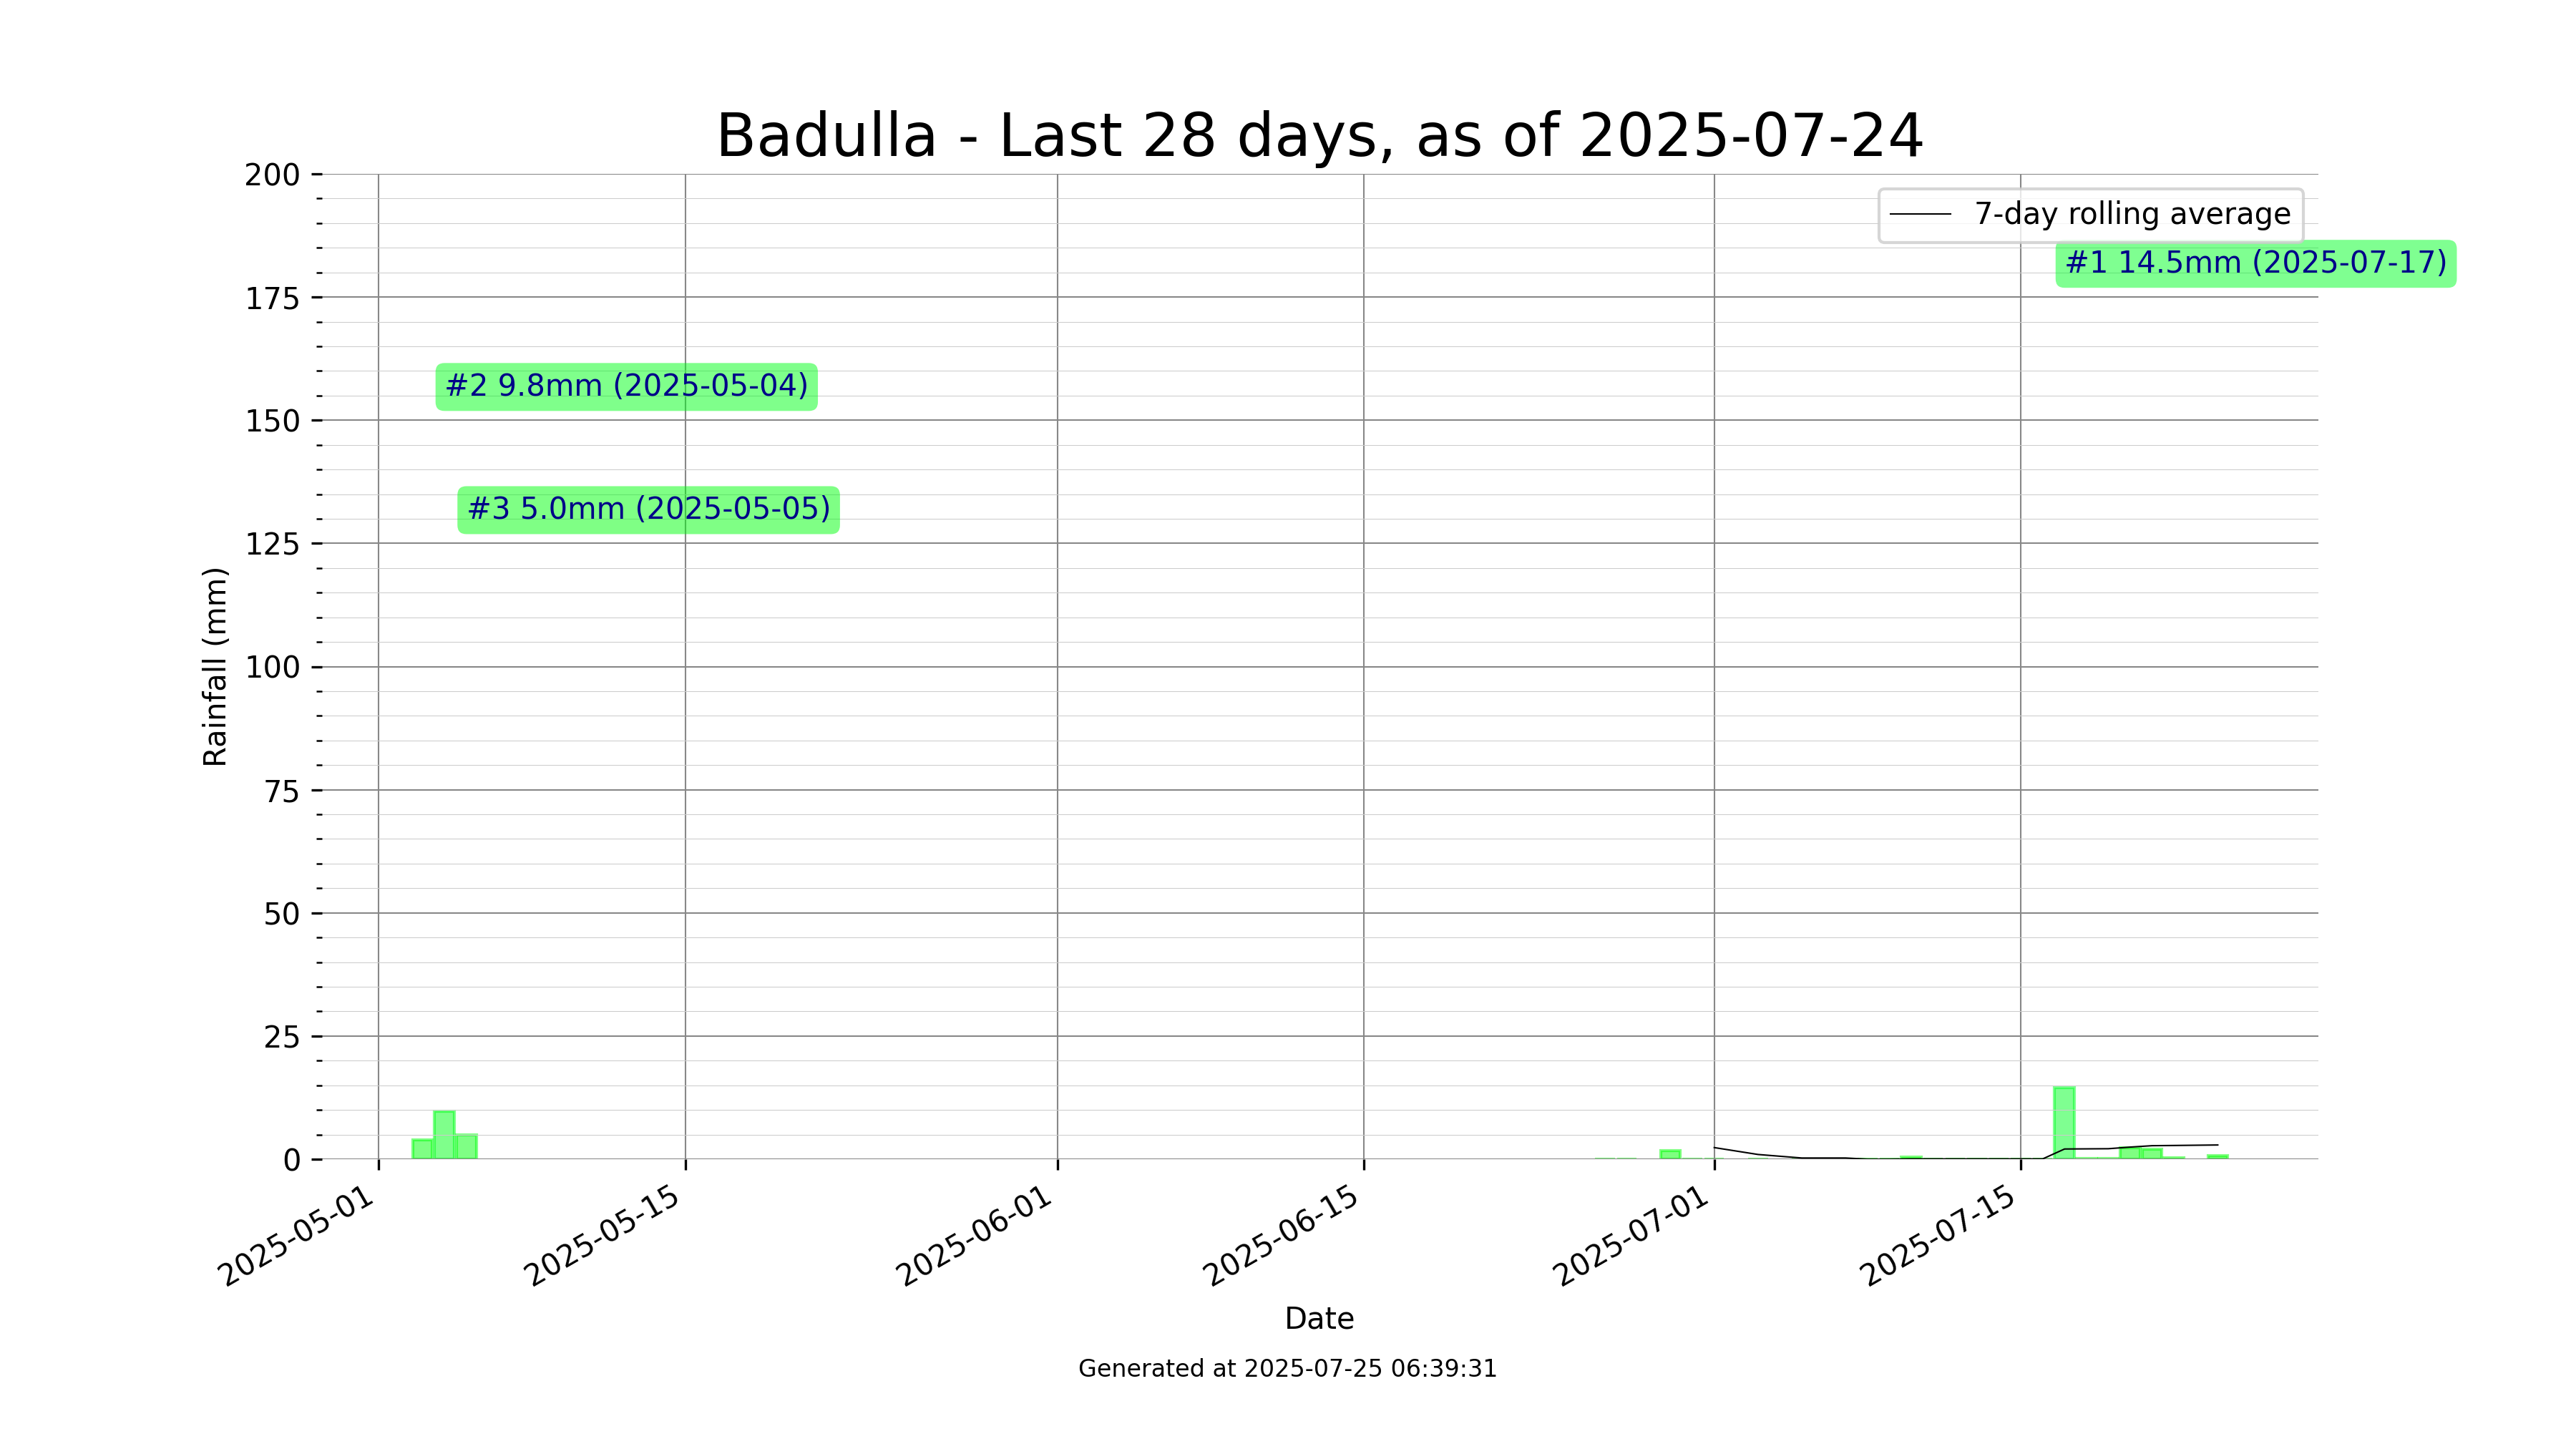 Badulla - Last 28 days, as of 2025-07-24
200
175
150
125
100
75
50
25
0
Rainfall (mm)
7-day rolling average
#1 14.5mm (2025-07-17)
#2 9.8mm (2025-05-04)
#3 5.0mm (2025-05-05)
2025-05-01
2025-05-15
2025-06-01
2025-06-15
2025-07-01
2025-07-15
Date
Generated at 2025-07-25 06:39:31